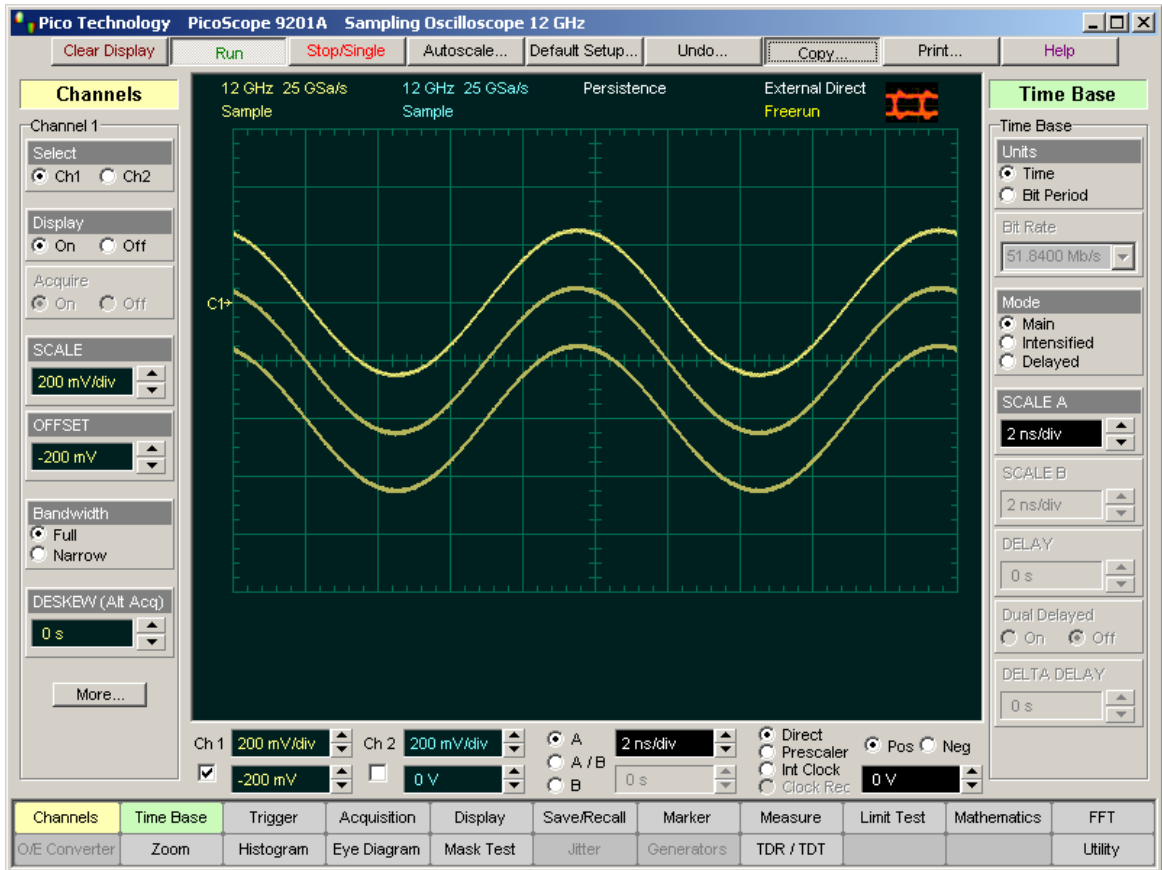 Pico Technology PicoScope 9201A Sampling Oscilloscope 12 GHz
Clear Display Run Stop/Single Autoscale... Default Setup... Undo... Copy... Print... Help
Channels
Channel 1
Select
Ch1 Ch2
Display
On Off
Acquire
On Off
SCALE
200 mV/div
OFFSET
-200 mV
Bandwidth
Full
Narrow
DESKEW (Alt Acq)
0 s
More...
12 GHz 25 GSa/s 12 GHz 25 GSa/s Persistence External Direct
Sample Sample Freerun
C1
Time Base
Time Base
Units
Time
Bit Period
Bit Rate
51.8400 Mb/s
Mode
Main
Intensified
Delayed
SCALE A
2 ns/div
SCALE B
2 ns/div
DELAY
0 s
Dual Delayed
On Off
DELTA DELAY
0 s
Ch 1 200 mV/div Ch 2 200 mV/div A 2 ns/div Direct Pos Neg
Prescaler
A / B
-200 mV 0 V B 0 s Int Clock 0 V
Clock Rec
Channels Time Base Trigger Acquisition Display Save/Recall Marker Measure Limit Test Mathematics FFT
O/E Converter Zoom Histogram Eye Diagram Mask Test Jitter Generators TDR / TDT Utility